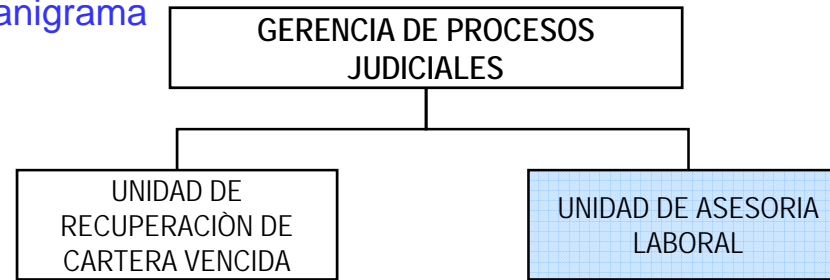 anigrama
GERENCIA DE PROCESOS
JUDICIALES
UNIDAD DE
RECUPERACIÒN DE
CARTERA VENCIDA
UNIDAD DE ASESORIA
LABORAL